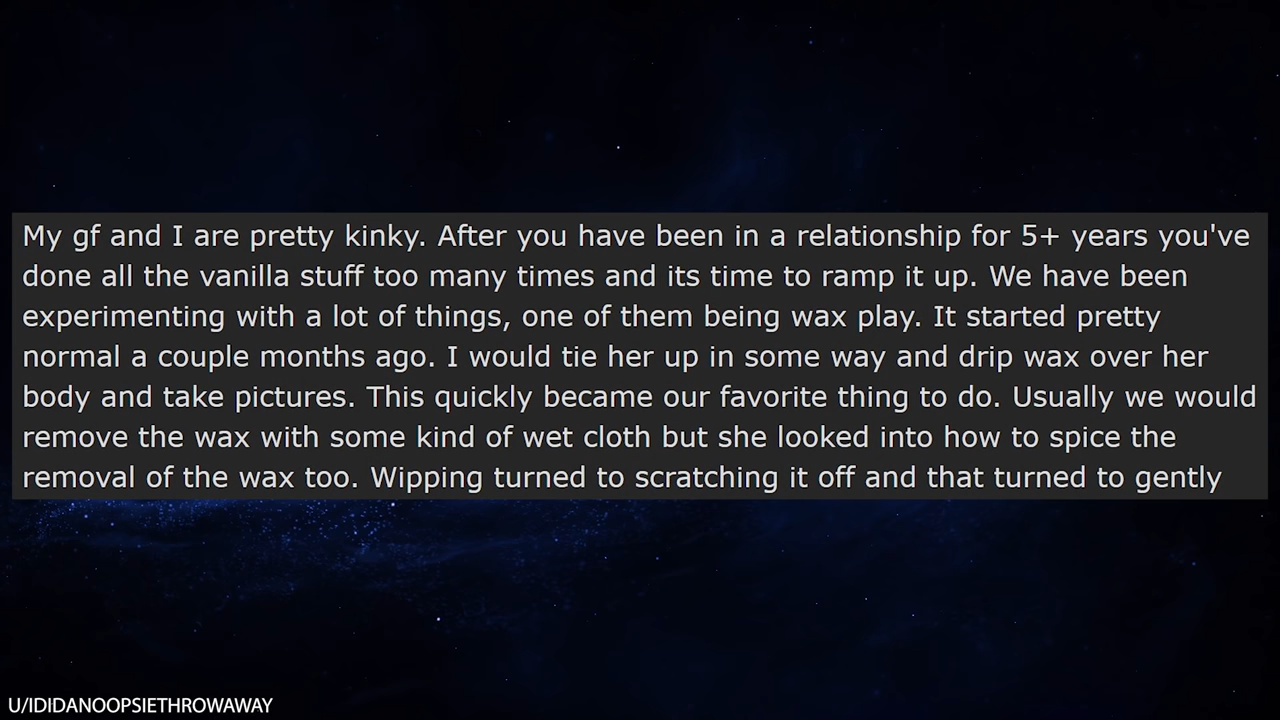 My gf and I are pretty kinky. After you have been in a relationship for 5+ years you've
done all the vanilla stuff too many times and its time to ramp it up. We have been
experimenting with a lot of things, one of them being wax play. It started pretty
normal a couple months ago. I would tie her up in some way and drip wax over her
body and take pictures. This quickly became our favorite thing to do. Usually we would
remove the wax with some kind of wet cloth but she looked into how to spice the
removal of the wax too. Wipping turned to scratching it off and that turned to gently
U/IDIDANOOPSIETHROWAWAY